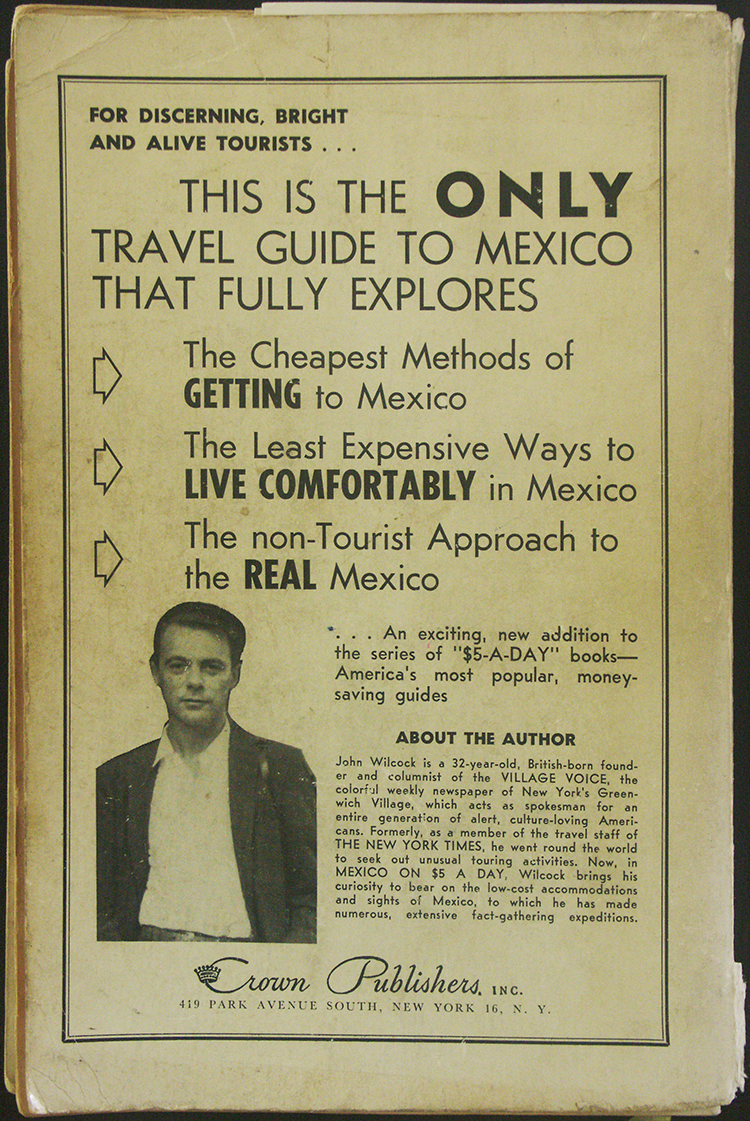 FOR DISCERNING, BRIGHT
AND ALIVE TOURISTS . . .
THIS IS THE ONLY
TRAVEL GUIDE TO MEXICO
THAT FULLY EXPLORES
The Cheapest Methods of
GETTING to Mexico
The Least Expensive Ways to
LIVE COMFORTABLY in Mexico
The non-Tourist Approach to
the REAL Mexico
. . . An exciting, new addition to
the series of "$5-A-DAY" books—
America's most popular, money-
saving guides
ABOUT THE AUTHOR
John Wilcock is a 32-year-old, British-born found-
er and columnist of the VILLAGE VOICE, the
colorful weekly newspaper of New York's Green-
wich Village, which acts as spokesman for an
entire generation of alert, culture-loving Ameri-
cans. Formerly, as a member of the travel staff of
THE NEW YORK TIMES, he went round the world
to seek out unusual touring activities. Now, in
MEXICO ON $5 A DAY, Wilcock brings his
curiosity to bear on the low-cost accommodations
and sights of Mexico, to which he has made
numerous, extensive fact-gathering expeditions.
Crown Publishers, INC.
419 PARK AVENUE SOUTH, NEW YORK 16, N. Y.